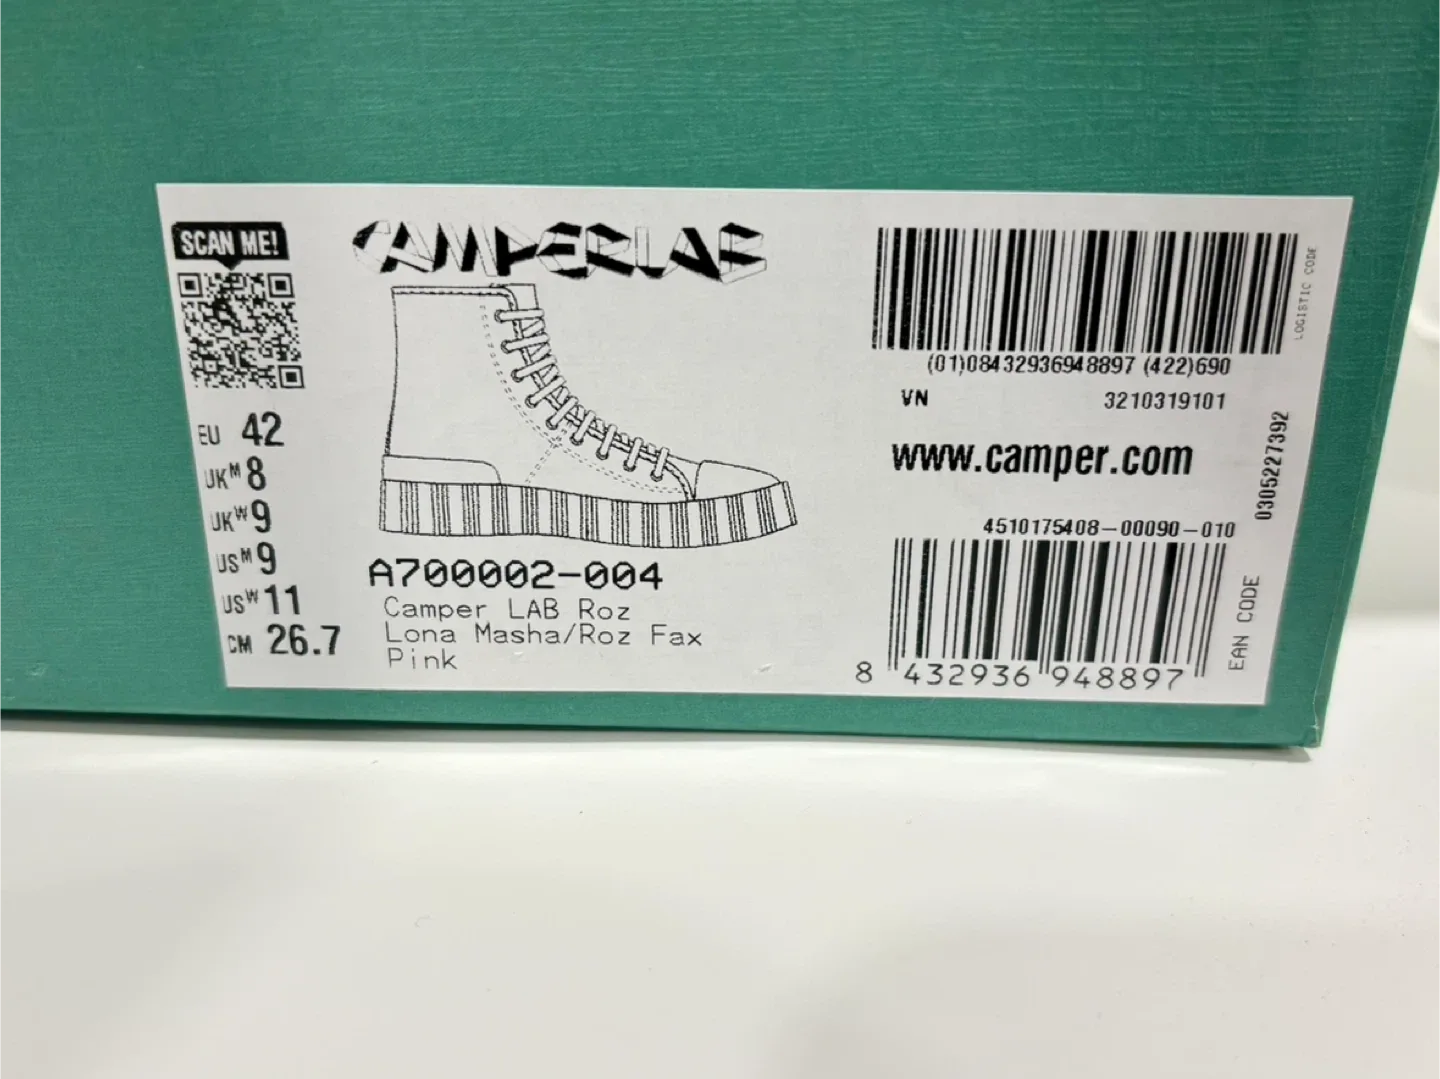 SCAN ME!
CAMPERLAB
EU 42
UKM 8
UKW 9
USM 9
USW 11
CM 26.7
A700002-004
Camper LAB Roz
Lona Masha/Roz Fax
Pink
(01)08432936948897 (422)690
LOGISTIC CODE
VN 3210319101
www.camper.com
0305227392
4510175408-00090-010
8 432936 948897
EAN CODE